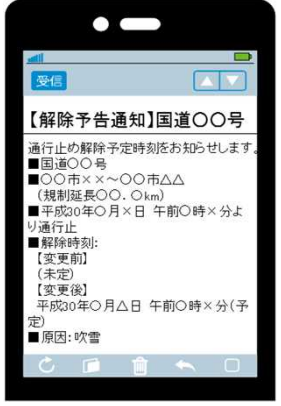 受信
【解除予告通知】国道〇〇号
通行止め解除予定時刻をお知らせします。
■国道〇〇号
■〇〇市××～〇〇市△△
(規制延長〇〇.〇km)
■平成30年〇月×日 午前〇時×分よ
り通行止
■解除時刻:
【変更前】
(未定)
【変更後】
平成30年〇月△日 午前〇時×分(予
定)
■原因:吹雪